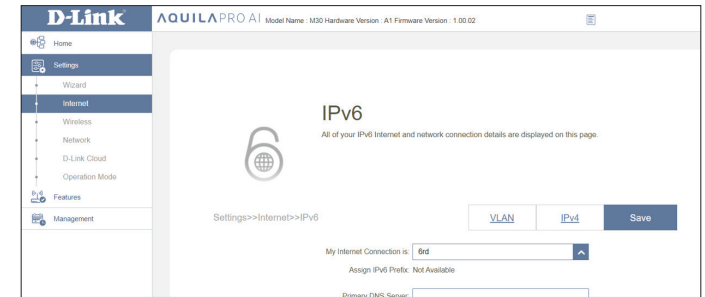 D-Link
AQUILA PRO AI Model Name : M30 Hardware Version : A1 Firmware Version : 1.00.02
Home
Settings
Wizard
Internet
Wireless
Network
D-Link Cloud
Operation Mode
Features
Management
IPv6
All of your IPv6 Internet and network connection details are displayed on this page.
Settings>>Internet>>IPv6
VLAN
IPv4
Save
My Internet Connection is: 6rd
Assign IPv6 Prefix: Not Available
Primary DNS Server: